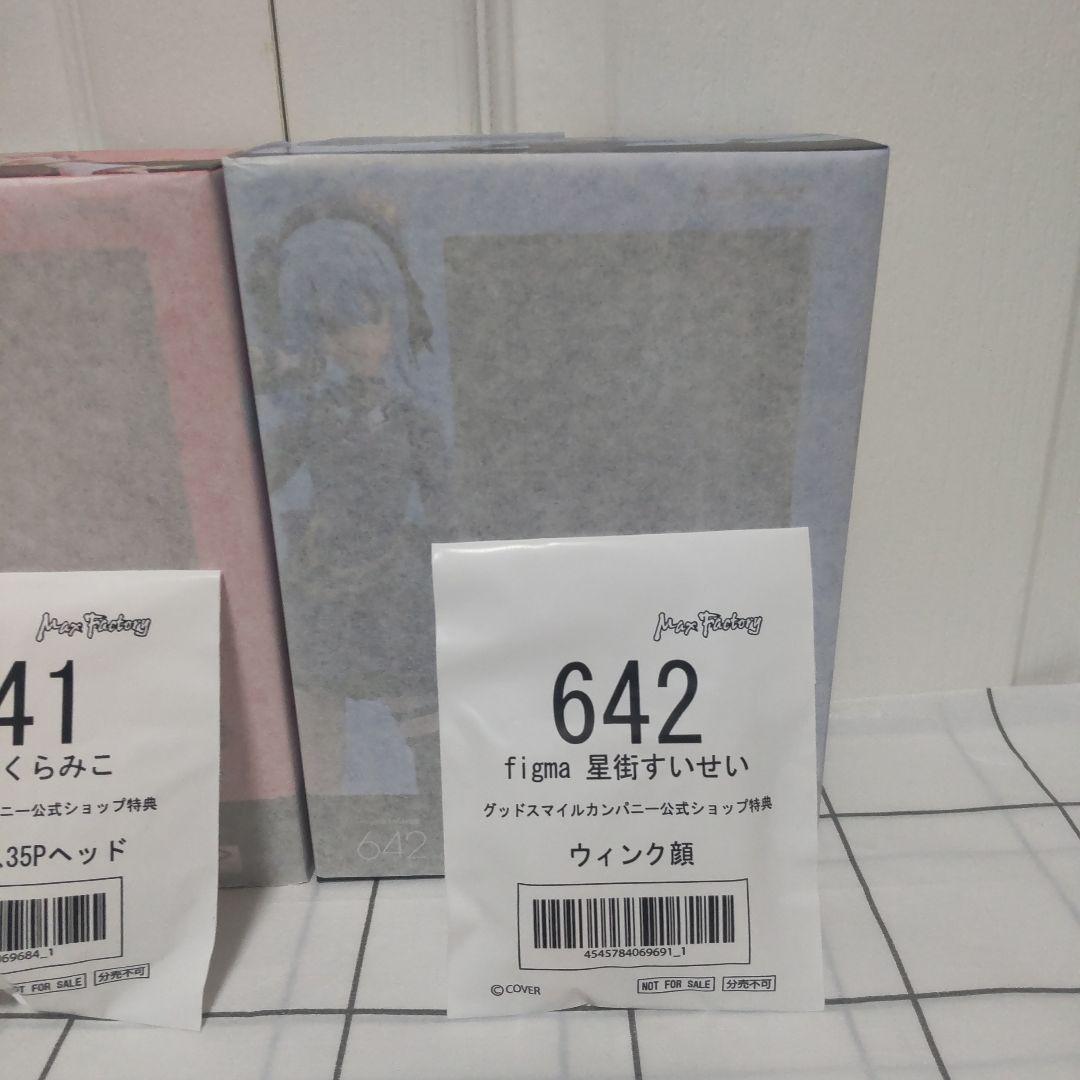 Max Factory
41
くらみこ
ニー公式ショップ特典
.35Pヘッド
069684_1
T FOR SALE 分売不可
642
Max Factory
642
figma 星街すいせい
グッドスマイルカンパニー公式ショップ特典
ウィンク顔
4545784069691_1
©COVER NOT FOR SALE 分売不可